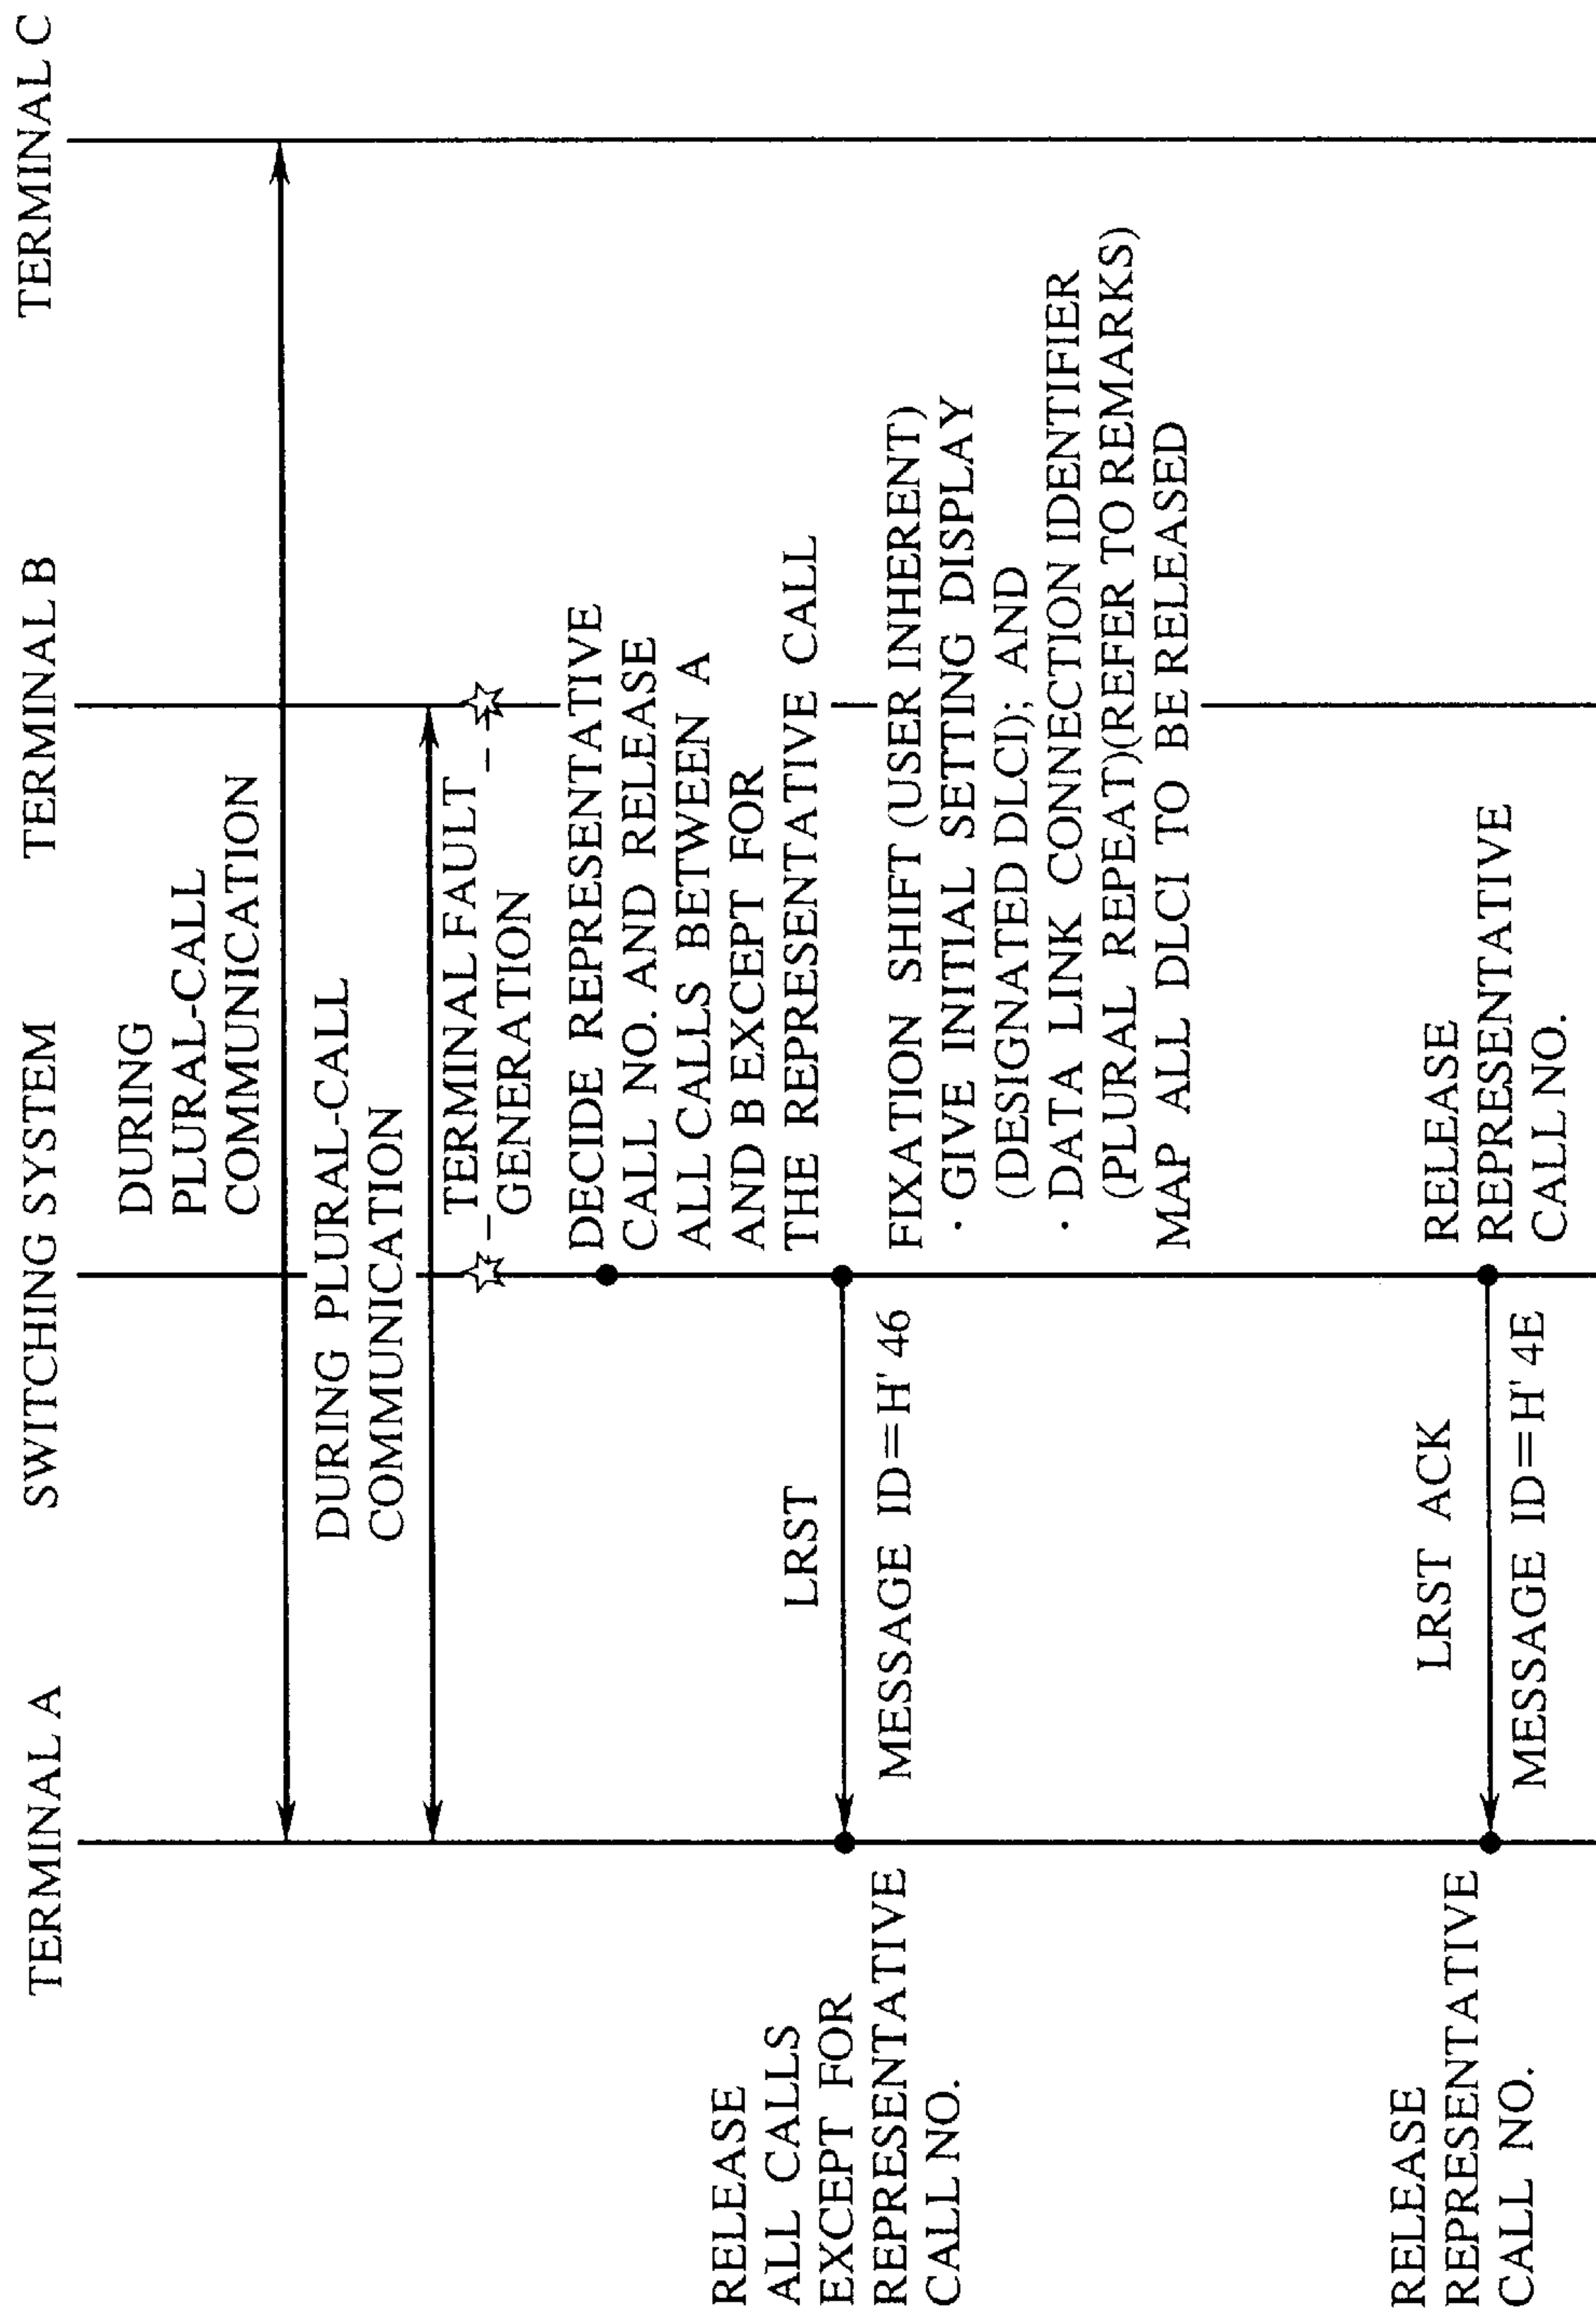 TERMINAL A
SWITCHING SYSTEM
TERMINAL B
TERMINAL C
DURING
PLURAL-CALL
COMMUNICATION
DURING PLURAL-CALL
COMMUNICATION
TERMINAL FAULT
GENERATION
DECIDE REPRESENTATIVE
CALL NO. AND RELEASE
ALL CALLS BETWEEN A
AND B EXCEPT FOR
THE REPRESENTATIVE CALL
RELEASE
ALL CALLS
EXCEPT FOR
REPRESENTATIVE
CALL NO.
LRST
MESSAGE ID=H' 46
FIXATION SHIFT (USER INHERENT)
· GIVE INITIAL SETTING DISPLAY
(DESIGNATED DLCI); AND
· DATA LINK CONNECTION IDENTIFIER
(PLURAL REPEAT)(REFER TO REMARKS)
MAP ALL DLCI TO BE RELEASED
RELEASE
REPRESENTATIVE
CALL NO.
LRST ACK
MESSAGE ID=H' 4E
RELEASE
REPRESENTATIVE
CALL NO.